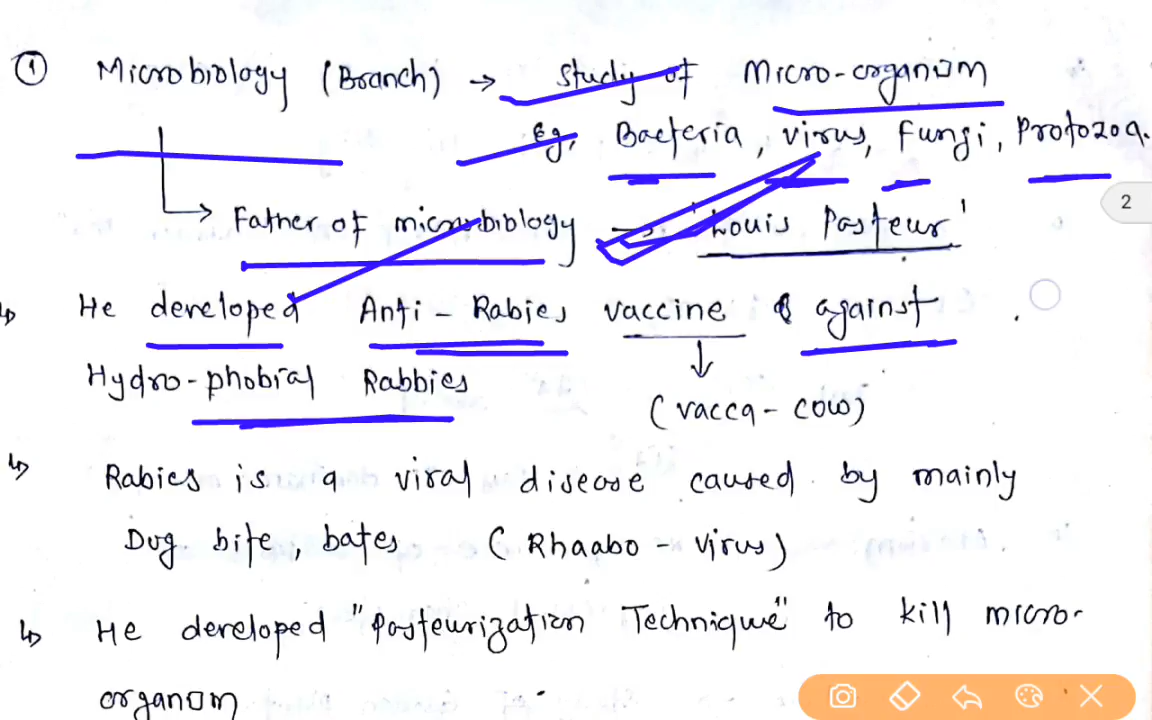 ① Microbiology (Branch) → study of Micro-organism
Eg, Bacteria, virus, Fungi, Protozoa.
2
Father of microbiology → 'Louis Pasteur'
↳ He developed Anti-Rabies vaccine & against
Hydro-phobial Rabbies
(vacca-cow)
↳ Rabies is a viral disease caused by mainly
Dog bite, bates (Rhaabo-virus)
↳ He developed "Pasteurization Technique" to kill micro-
organism